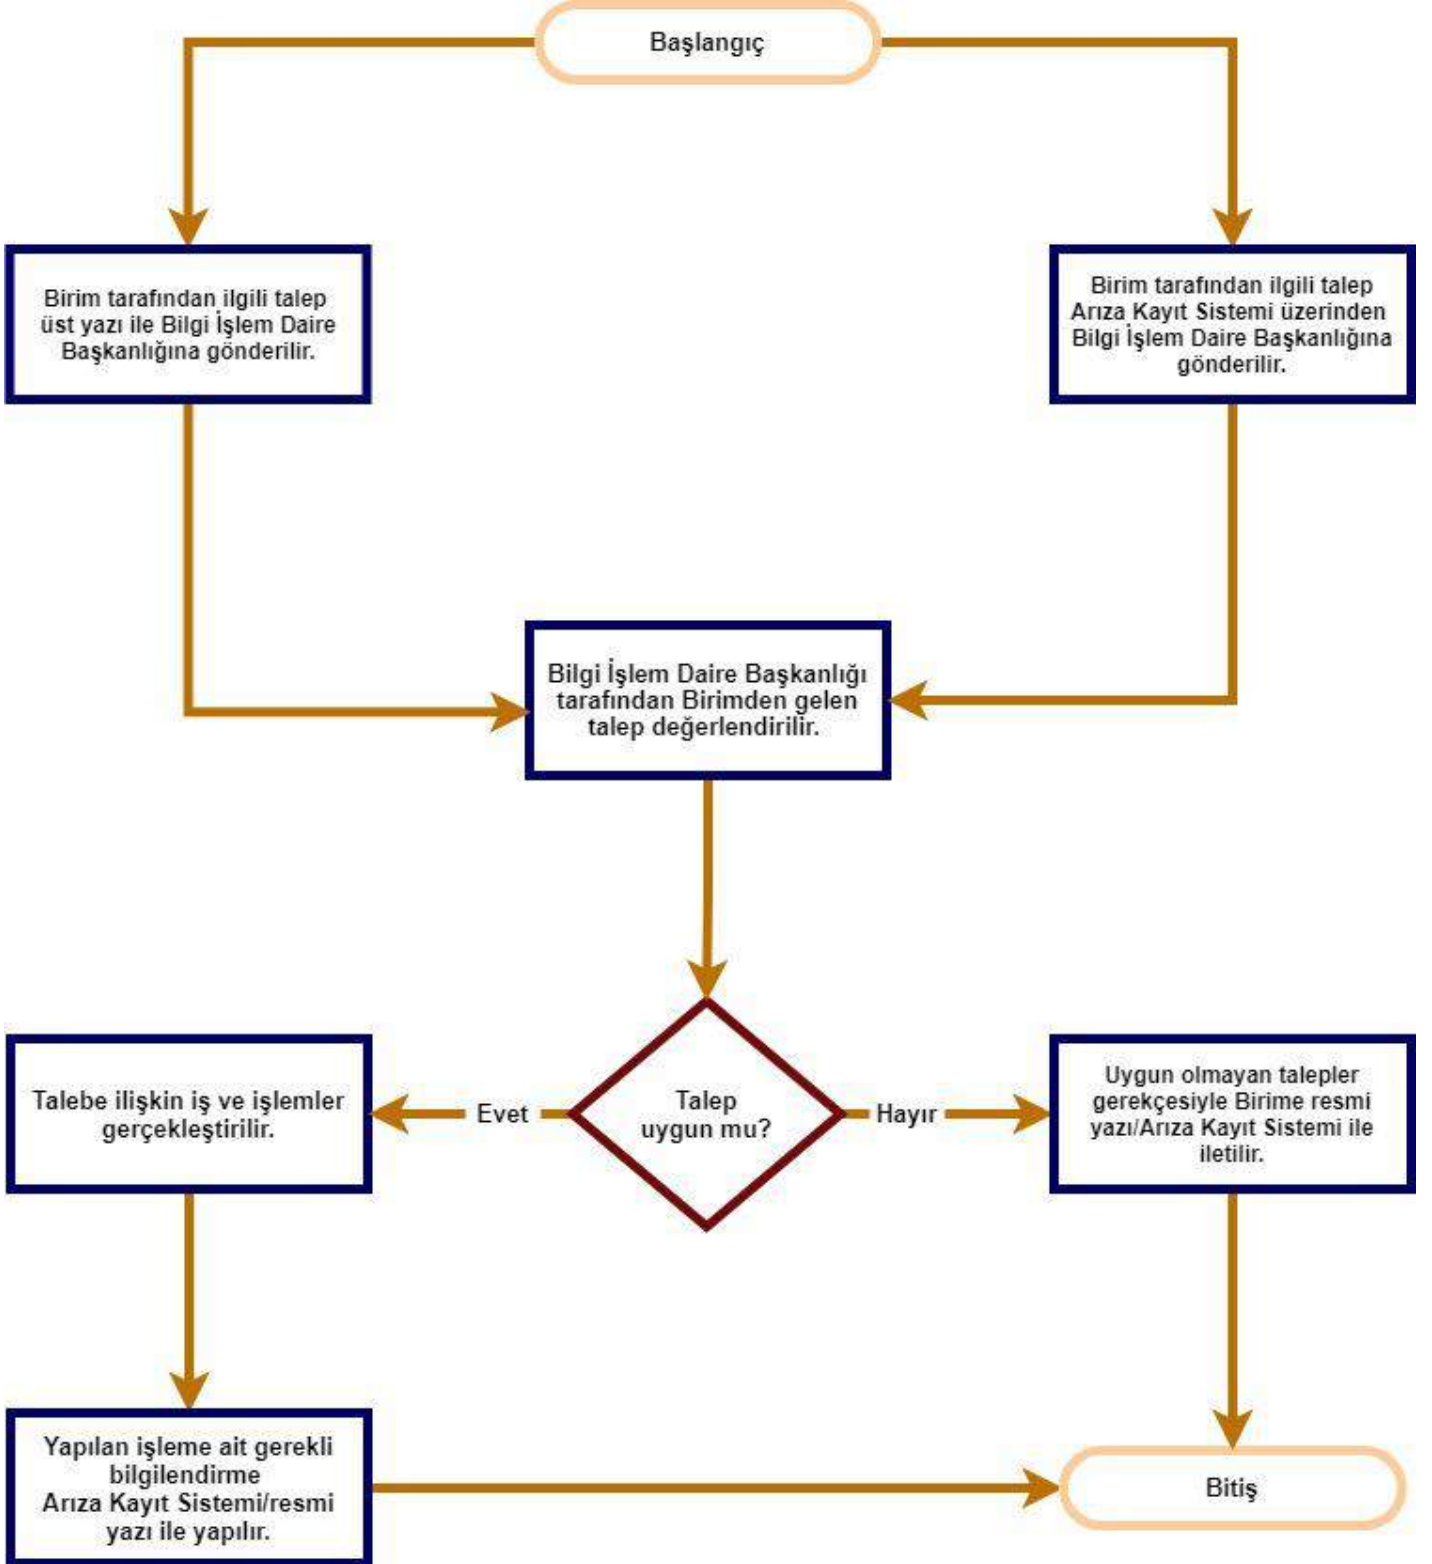 Başlangıç
Birim tarafından ilgili talep
üst yazı ile Bilgi İşlem Daire
Başkanlığına gönderilir.
Birim tarafından ilgili talep
Arıza Kayıt Sistemi üzerinden
Bilgi İşlem Daire Başkanlığına
gönderilir.
Bilgi İşlem Daire Başkanlığı
tarafından Birimden gelen
talep değerlendirilir.
Talebe ilişkin iş ve işlemler
gerçekleştirilir.
Evet
Talep
uygun mu?
Hayır
Uygun olmayan talepler
gerekçesiyle Birime resmi
yazı/Arıza Kayıt Sistemi ile
iletilir.
Yapılan işleme ait gerekli
bilgilendirme
Arıza Kayıt Sistemi/resmi
yazı ile yapılır.
Bitiş